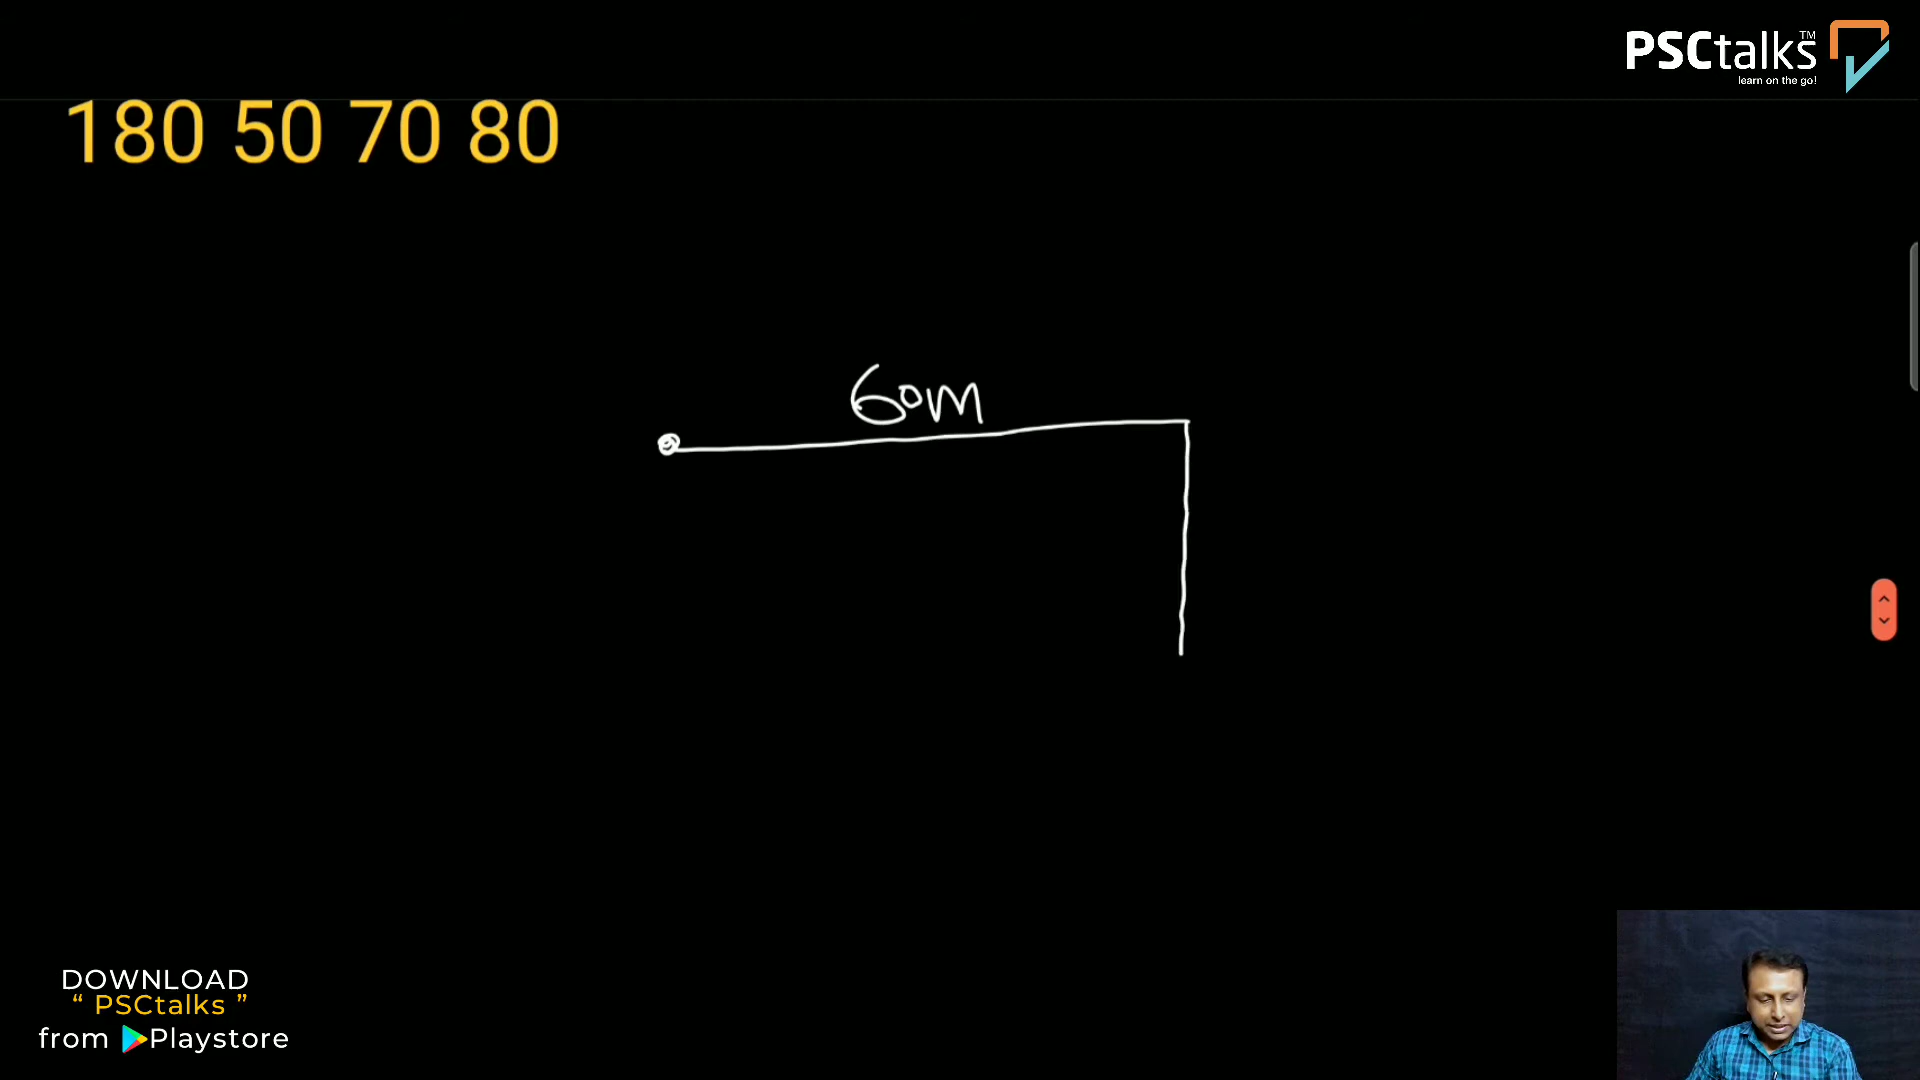 PSCtalks™
learn on the go!
180 50 70 80
60m
DOWNLOAD
“ PSCtalks ”
from Playstore